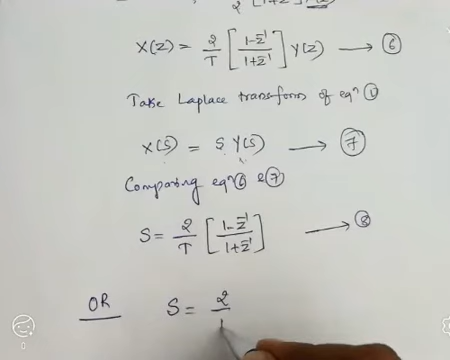 X(Z) = 2/T [1-z⁻¹/1+z⁻¹] Y(Z) → ⑥
Take Laplace transform of eqⁿ ①
X(S) = S Y(S) → ⑦
Comparing eqⁿ ⑥ & ⑦
S = 2/T [1-z⁻¹/1+z⁻¹] → ⑧
OR S = 2/